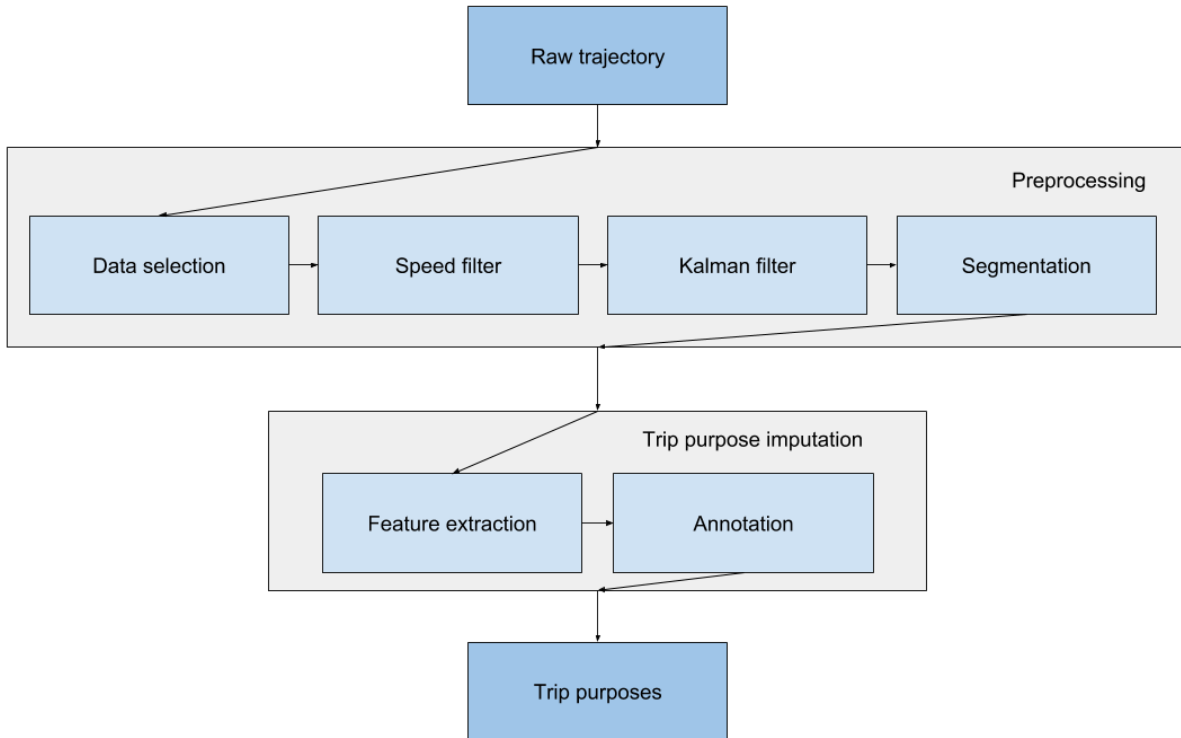 Raw trajectory
Preprocessing
Data selection
Speed filter
Kalman filter
Segmentation
Trip purpose imputation
Feature extraction
Annotation
Trip purposes